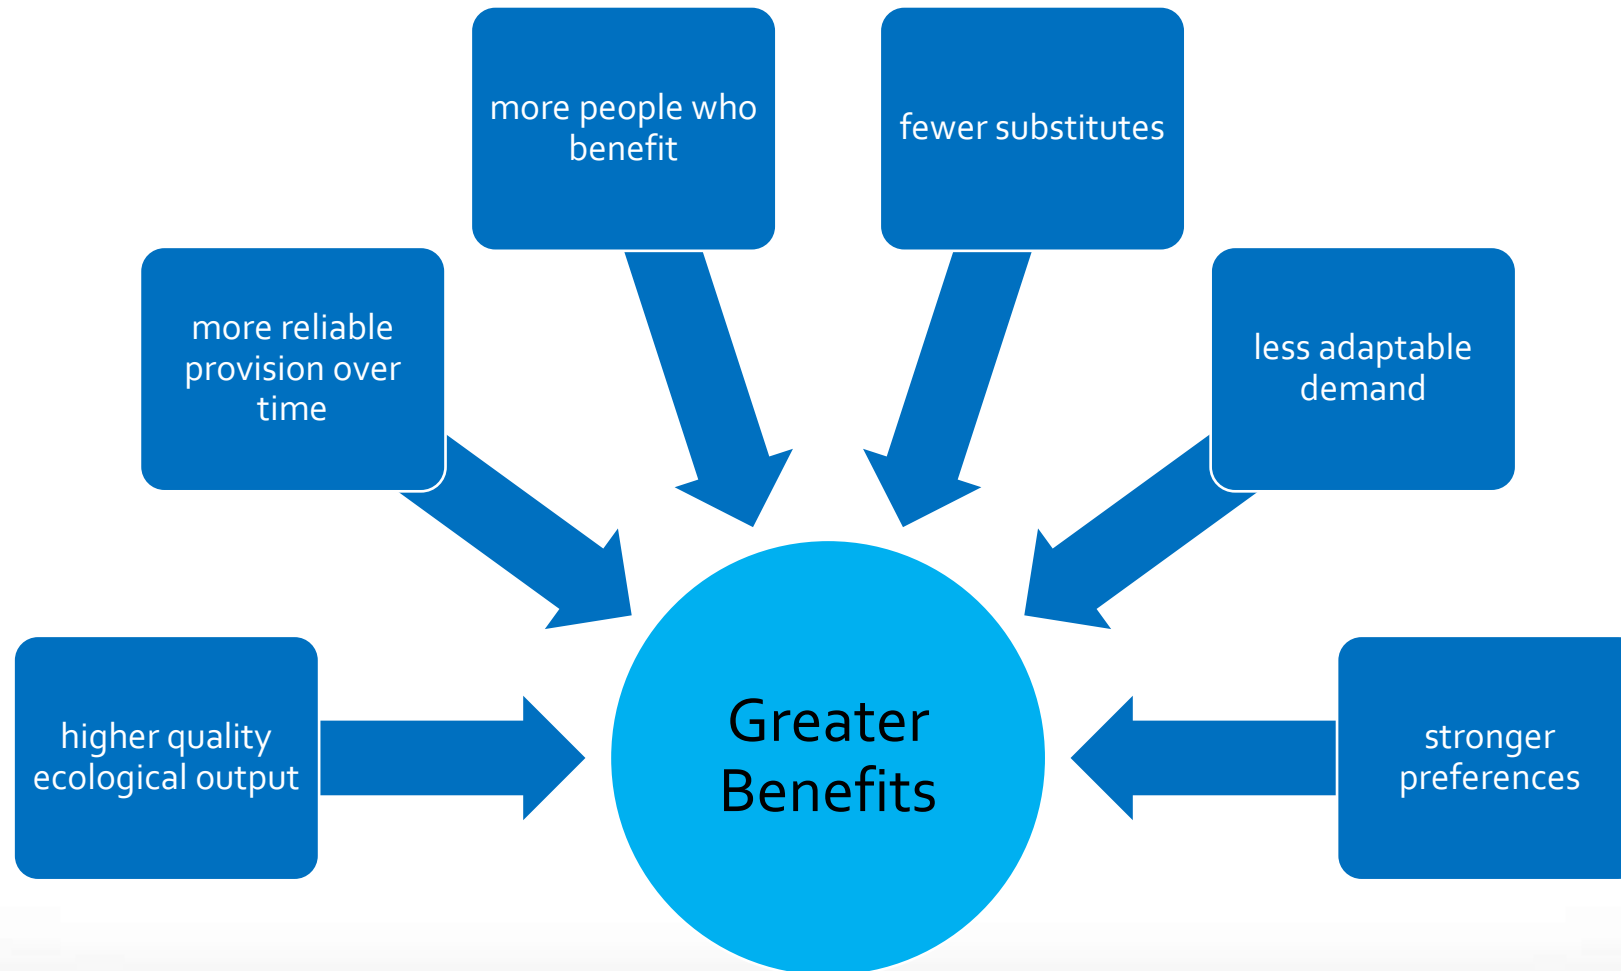 more people who
benefit
fewer substitutes
more reliable
provision over
time
less adaptable
demand
higher quality
ecological output
Greater
Benefits
stronger
preferences